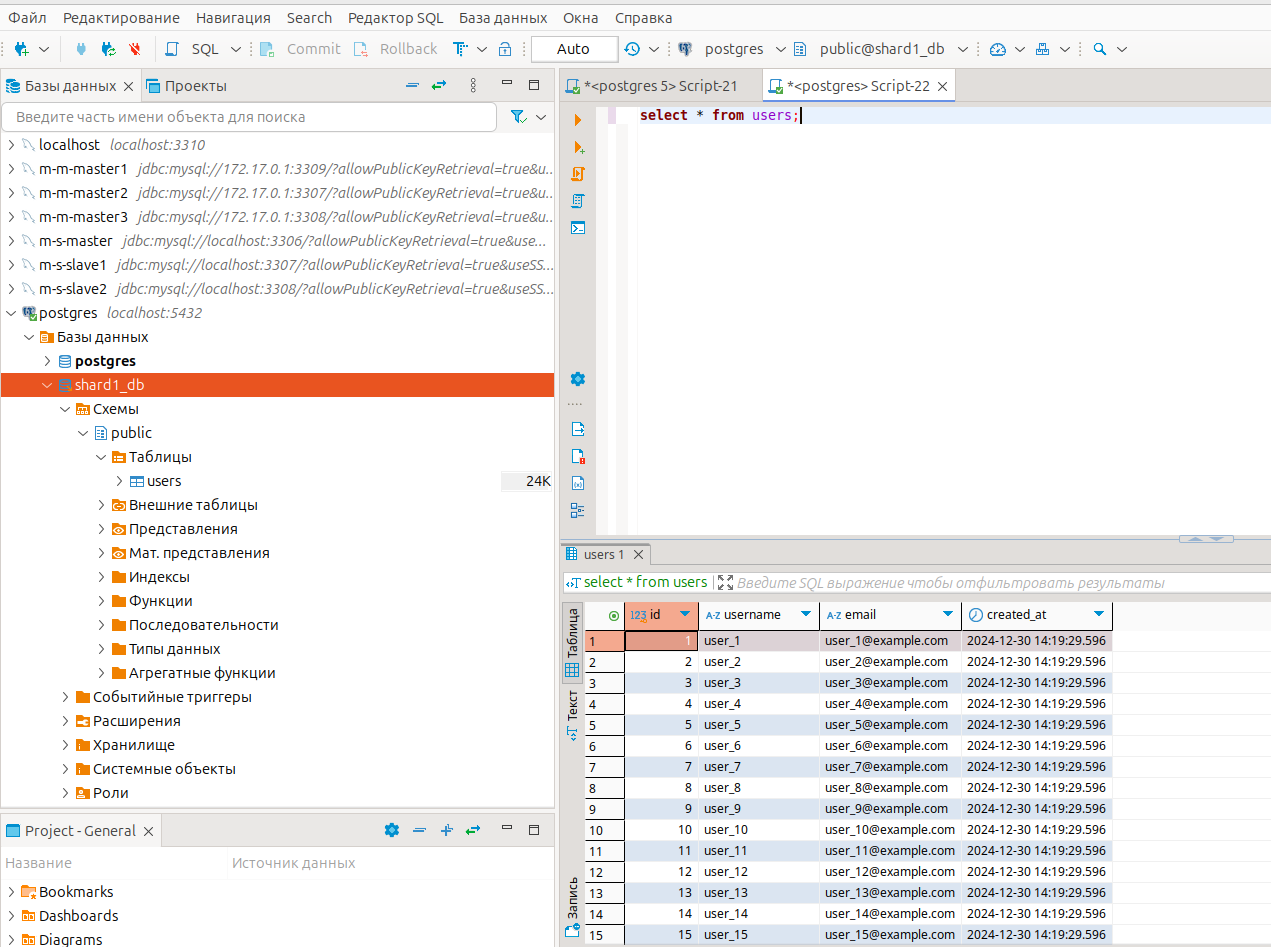 Файл Редактирование Навигация Search Редактор SQL База данных Окна Справка
SQL Commit Rollback Auto postgres public@shard1_db
Базы данных Проекты
Введите часть имени объекта для поиска
localhost localhost:3310
m-m-master1 jdbc:mysql://172.17.0.1:3309/?allowPublicKeyRetrieval=true&u...
m-m-master2 jdbc:mysql://172.17.0.1:3307/?allowPublicKeyRetrieval=true&u...
m-m-master3 jdbc:mysql://172.17.0.1:3308/?allowPublicKeyRetrieval=true&u...
m-s-master jdbc:mysql://localhost:3306/?allowPublicKeyRetrieval=true&use...
m-s-slave1 jdbc:mysql://localhost:3307/?allowPublicKeyRetrieval=true&useSS...
m-s-slave2 jdbc:mysql://localhost:3308/?allowPublicKeyRetrieval=true&useSS...
postgres localhost:5432
Базы данных
postgres
shard1_db
Схемы
public
Таблицы
users 24K
Внешние таблицы
Представления
Мат. представления
Индексы
Функции
Последовательности
Типы данных
Агрегатные функции
Событийные триггеры
Расширения
Хранилище
Системные объекты
Роли
Project - General
Название Источник данных
Bookmarks
Dashboards
Diagrams
*<postgres 5> Script-21 *<postgres> Script-22
select * from users;
users 1
select * from users Введите SQL выражение чтобы отфильтровать результаты
Таблица
Текст
Запись
123 id A-Z username A-Z email created_at
1 1 user_1 user_1@example.com 2024-12-30 14:19:29.596
2 2 user_2 user_2@example.com 2024-12-30 14:19:29.596
3 3 user_3 user_3@example.com 2024-12-30 14:19:29.596
4 4 user_4 user_4@example.com 2024-12-30 14:19:29.596
5 5 user_5 user_5@example.com 2024-12-30 14:19:29.596
6 6 user_6 user_6@example.com 2024-12-30 14:19:29.596
7 7 user_7 user_7@example.com 2024-12-30 14:19:29.596
8 8 user_8 user_8@example.com 2024-12-30 14:19:29.596
9 9 user_9 user_9@example.com 2024-12-30 14:19:29.596
10 10 user_10 user_10@example.com 2024-12-30 14:19:29.596
11 11 user_11 user_11@example.com 2024-12-30 14:19:29.596
12 12 user_12 user_12@example.com 2024-12-30 14:19:29.596
13 13 user_13 user_13@example.com 2024-12-30 14:19:29.596
14 14 user_14 user_14@example.com 2024-12-30 14:19:29.596
15 15 user_15 user_15@example.com 2024-12-30 14:19:29.596